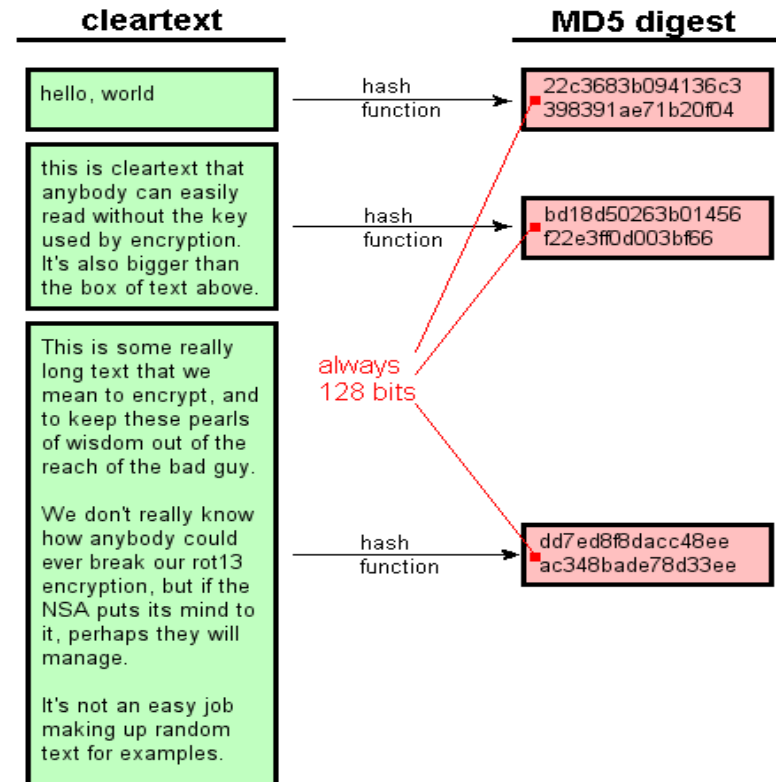 cleartext
MD5 digest
hello, world
hash
function
22c3683b094136c3
398391ae71b20f04
this is cleartext that
anybody can easily
read without the key
used by encryption.
It's also bigger than
the box of text above.
hash
function
bd18d50263b01456
f22e3ff0d003bf66
always
128 bits
This is some really
long text that we
mean to encrypt, and
to keep these pearls
of wisdom out of the
reach of the bad guy.
We don't really know
how anybody could
ever break our rot13
encryption, but if the
NSA puts its mind to
it, perhaps they will
manage.
It's not an easy job
making up random
text for examples.
hash
function
dd7ed8f8dacc48ee
ac348bade78d33ee